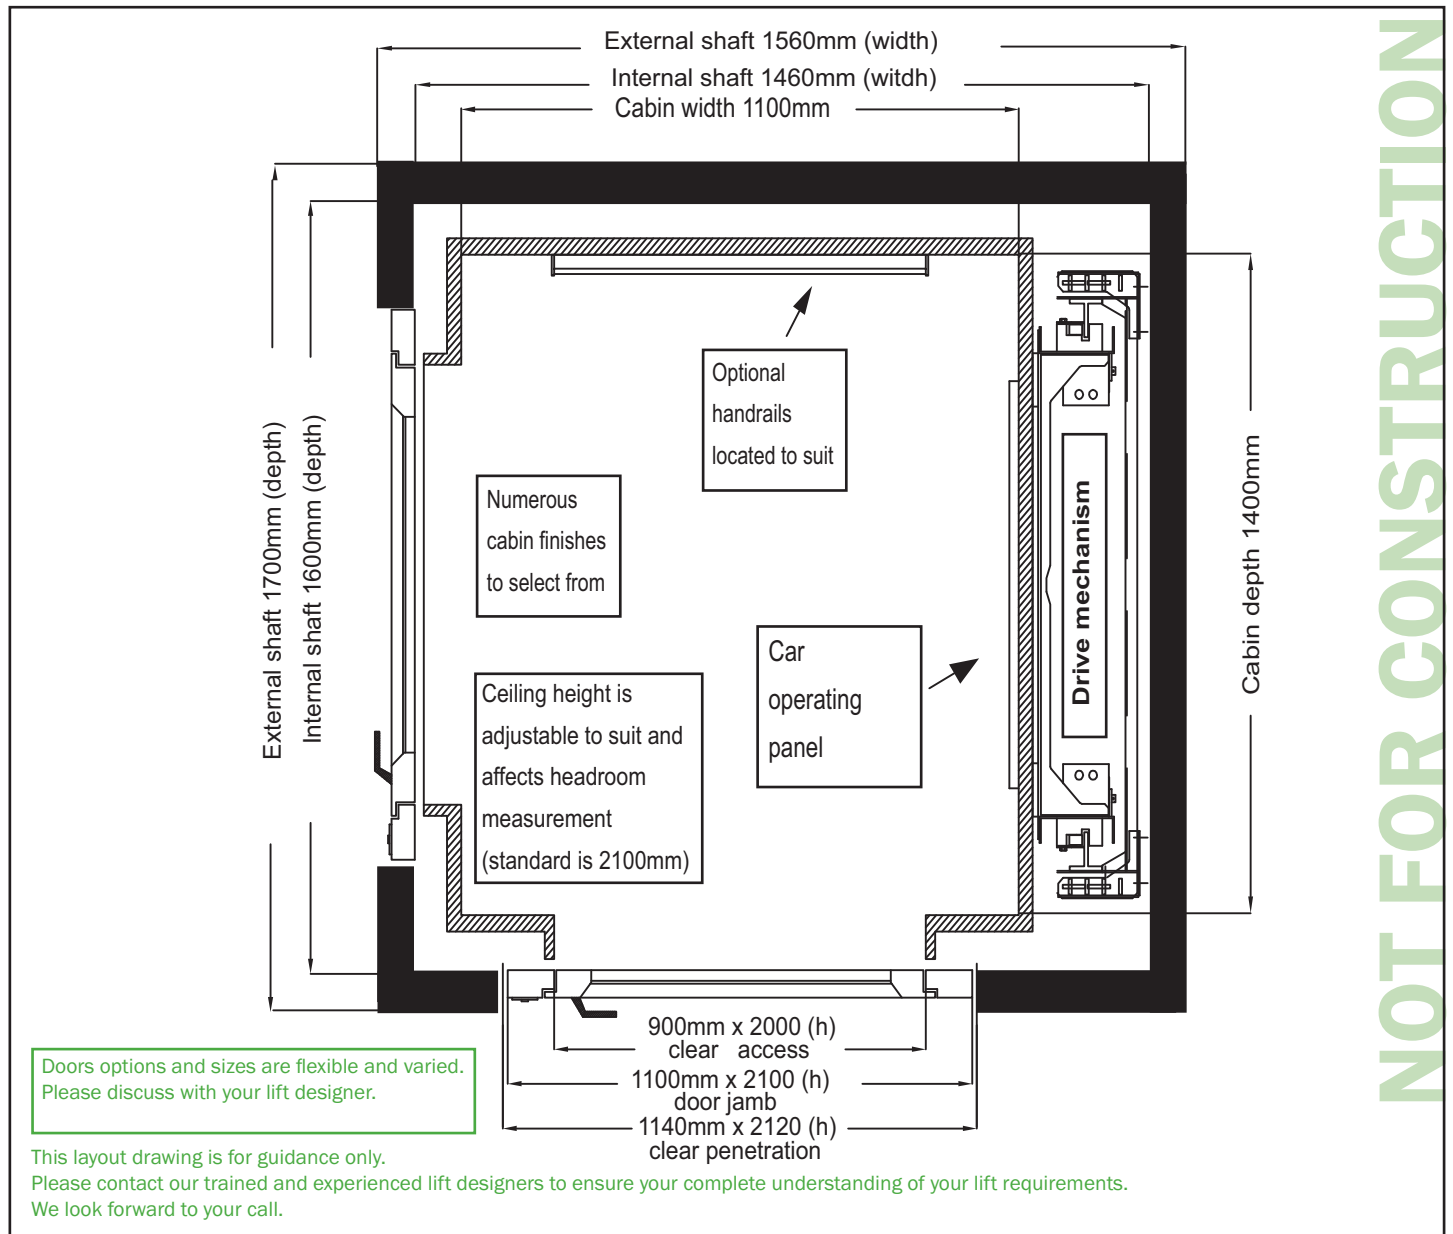 External shaft 1560mm (width)
Internal shaft 1460mm (witdh)
Cabin width 1100mm
External shaft 1700mm (depth)
Internal shaft 1600mm (depth)
Optional
handrails
located to suit
Numerous
cabin finishes
to select from
Car
operating
panel
Ceiling height is
adjustable to suit and
affects headroom
measurement
(standard is 2100mm)
Drive mechanism
Cabin depth 1400mm
900mm x 2000 (h)
clear access
1100mm x 2100 (h)
door jamb
1140mm x 2120 (h)
clear penetration
Doors options and sizes are flexible and varied.
Please discuss with your lift designer.
This layout drawing is for guidance only.
Please contact our trained and experienced lift designers to ensure your complete understanding of your lift requirements.
We look forward to your call.
NOT FOR CONSTRUCTION